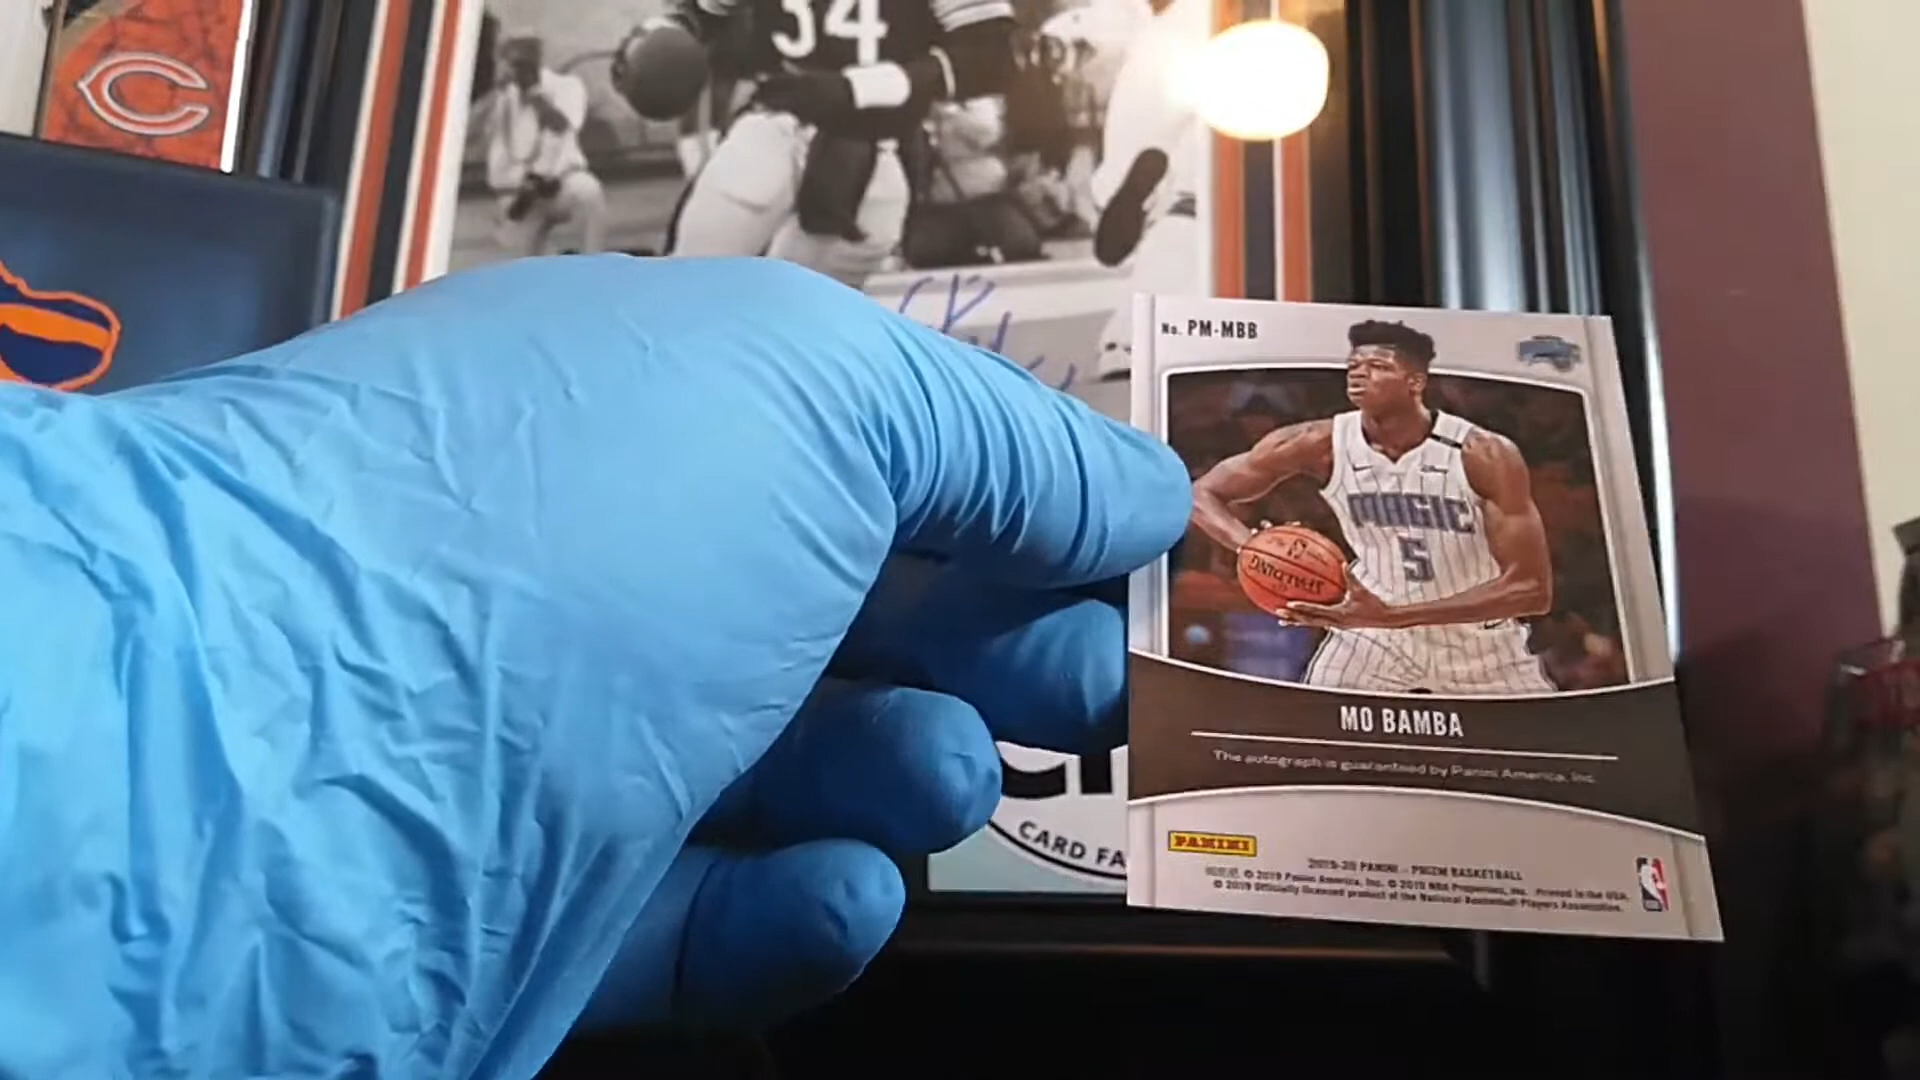 34
No. PM-MBB
MAGIC
5
SPALDING
MO BAMBA
The autograph is guaranteed by Panini America, Inc.
CARD FA
PANINI
2019-20 PANINI - PRIZM BASKETBALL
© 2019 Panini America, Inc. © 2019 NBA Properties, Inc. Printed in the USA.
© 2019 Officially licensed product of the National Basketball Players Association.